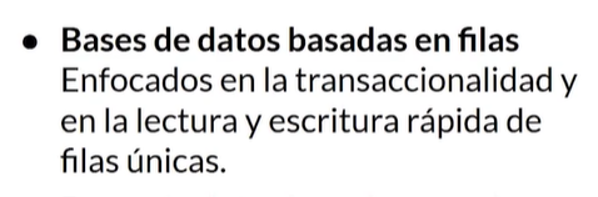 ● Bases de datos basadas en filas
Enfocados en la transaccionalidad y
en la lectura y escritura rápida de
filas únicas.